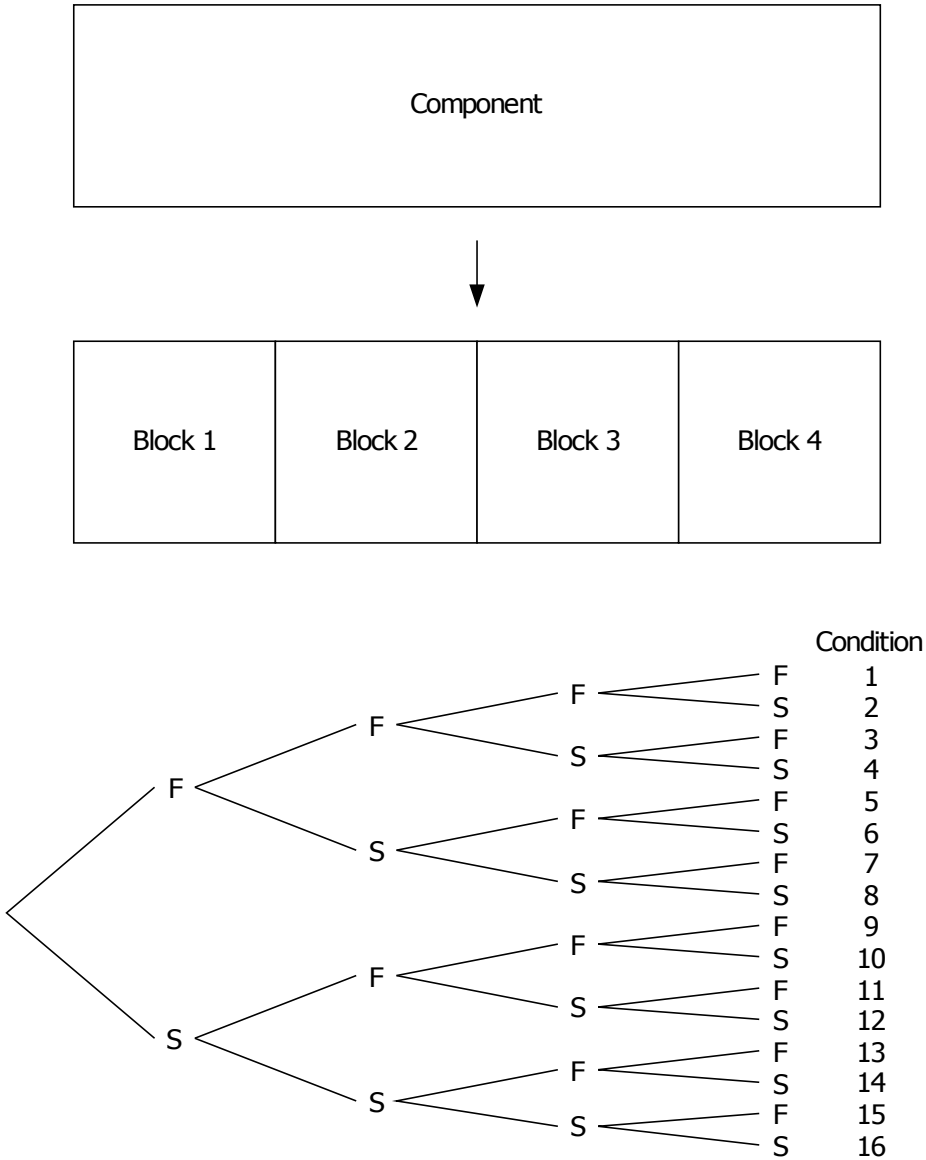 Component
Block 1 Block 2 Block 3 Block 4
Condition
F 1
F
S 2
F
F 3
S
S 4
F
F 5
F
S 6
S
F 7
S
S 8
F 9
F
S 10
F
F 11
S
S 12
S
F 13
F
S 14
S
F 15
S
S 16